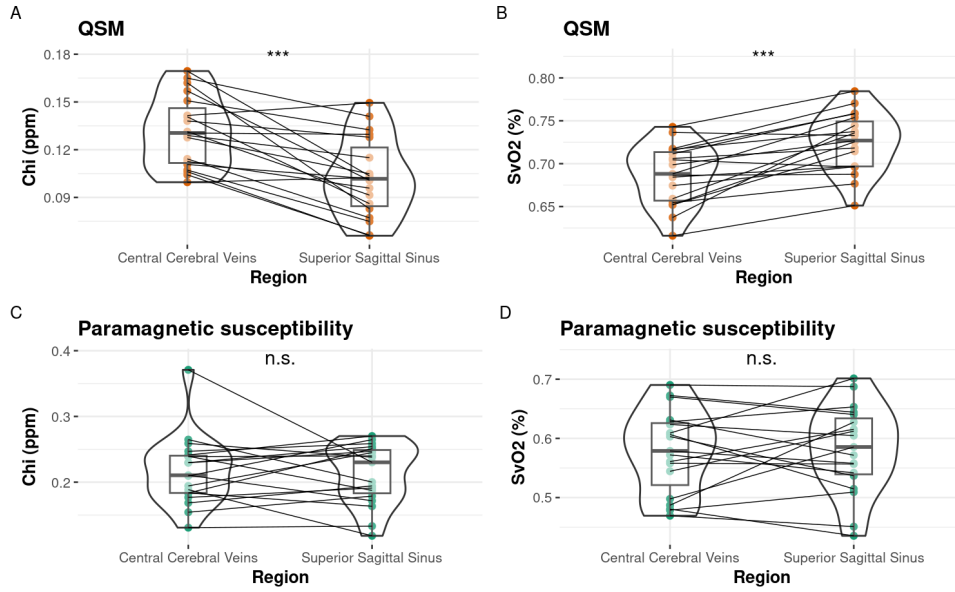 A
QSM
***
Chi (ppm)
0.18
0.15
0.12
0.09
Central Cerebral Veins
Superior Sagittal Sinus
Region
B
QSM
***
SvO2 (%)
0.80
0.75
0.70
0.65
Central Cerebral Veins
Superior Sagittal Sinus
Region
C
Paramagnetic susceptibility
n.s.
Chi (ppm)
0.4
0.3
0.2
Central Cerebral Veins
Superior Sagittal Sinus
Region
D
Paramagnetic susceptibility
n.s.
SvO2 (%)
0.7
0.6
0.5
Central Cerebral Veins
Superior Sagittal Sinus
Region